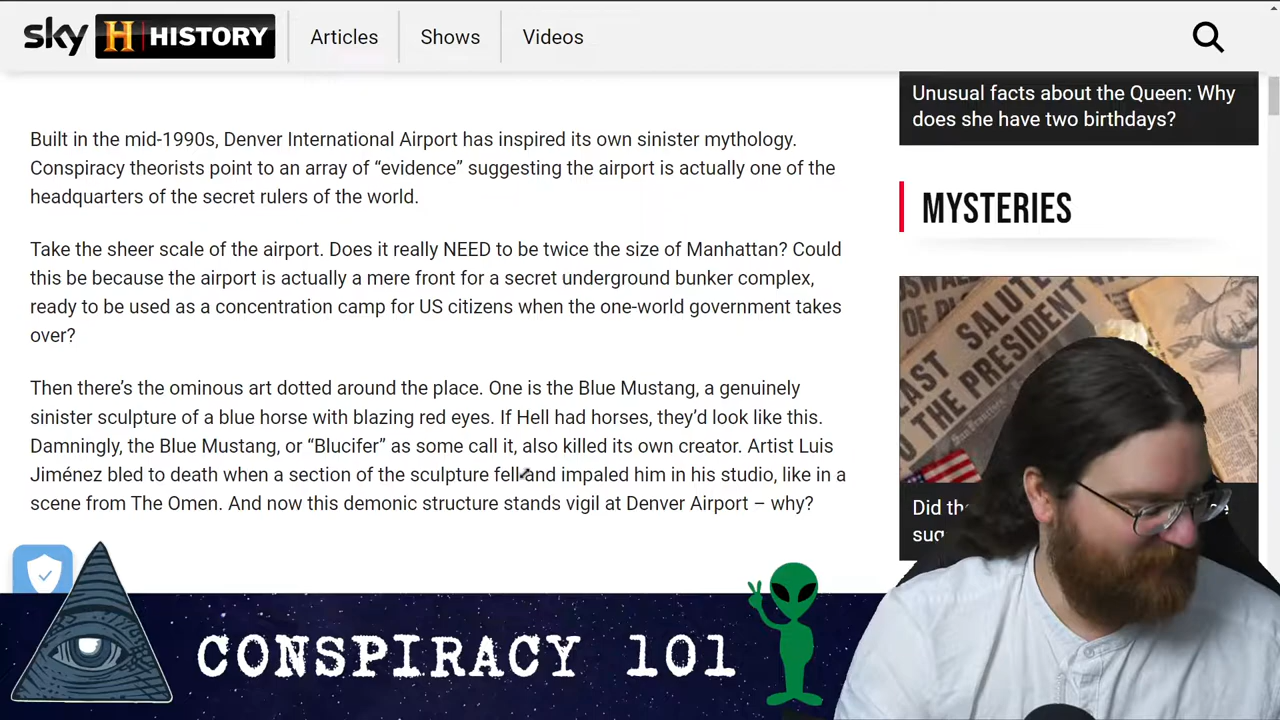 sky HISTORY
Articles
Shows
Videos
Unusual facts about the Queen: Why
does she have two birthdays?
Built in the mid-1990s, Denver International Airport has inspired its own sinister mythology.
Conspiracy theorists point to an array of “evidence” suggesting the airport is actually one of the
headquarters of the secret rulers of the world.
Take the sheer scale of the airport. Does it really NEED to be twice the size of Manhattan? Could
this be because the airport is actually a mere front for a secret underground bunker complex,
ready to be used as a concentration camp for US citizens when the one-world government takes
over?
Then there’s the ominous art dotted around the place. One is the Blue Mustang, a genuinely
sinister sculpture of a blue horse with blazing red eyes. If Hell had horses, they’d look like this.
Damningly, the Blue Mustang, or “Blucifer” as some call it, also killed its own creator. Artist Luis
Jiménez bled to death when a section of the sculpture fell and impaled him in his studio, like in a
scene from The Omen. And now this demonic structure stands vigil at Denver Airport – why?
MYSTERIES
SALUTE
THE PRESIDENT
Did
CONSPIRACY 101